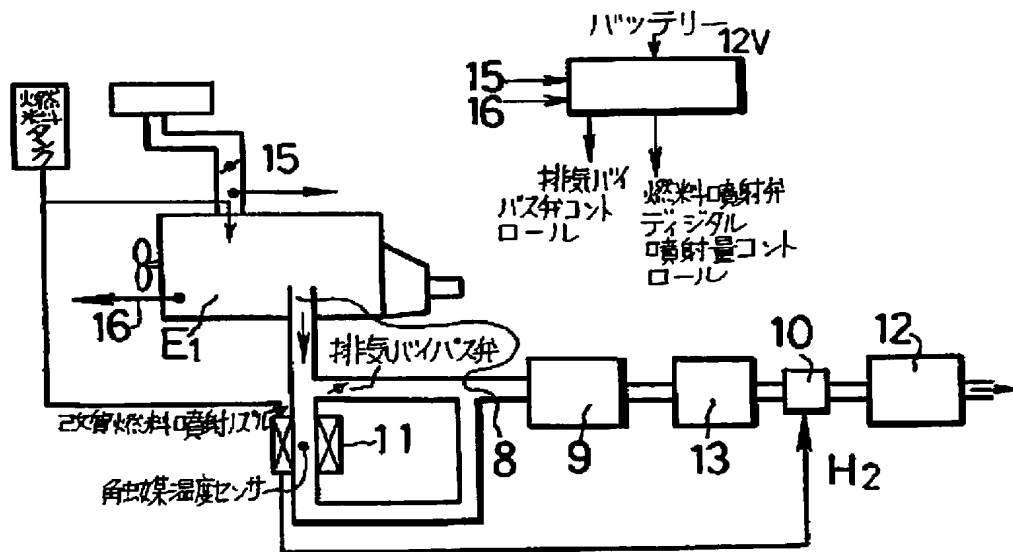 バッテリー
12V
15
16
排気バイ
パス弁コント
ロール
燃料噴射弁
ディジタル
噴射量コント
ロール
燃料タンク
15
16
E1
排気バイパス弁
改質燃料噴射ノズル
11
触媒温度センサ
8
9
13
10
12
H2